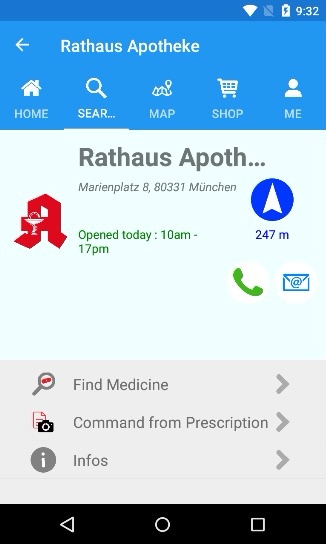 9:32
Rathaus Apotheke
HOME
SEAR...
MAP
SHOP
ME
Rathaus Apoth...
Marienplatz 8, 80331 München
Opened today : 10am -
17pm
247 m
Find Medicine
Command from Prescription
Infos